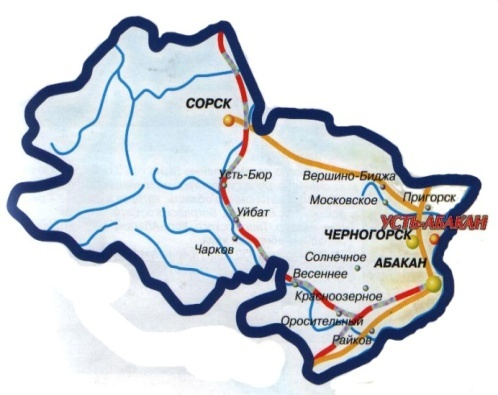 СОРСК
Усть-Бюр
Вершино-Биджа
Московское
Пригорск
Уйбат
УСТЬ-АБАКАН
ЧЕРНОГОРСК
Чарков
Солнечное
АБАКАН
Весеннее
Красноозерное
Оросительный
Райков